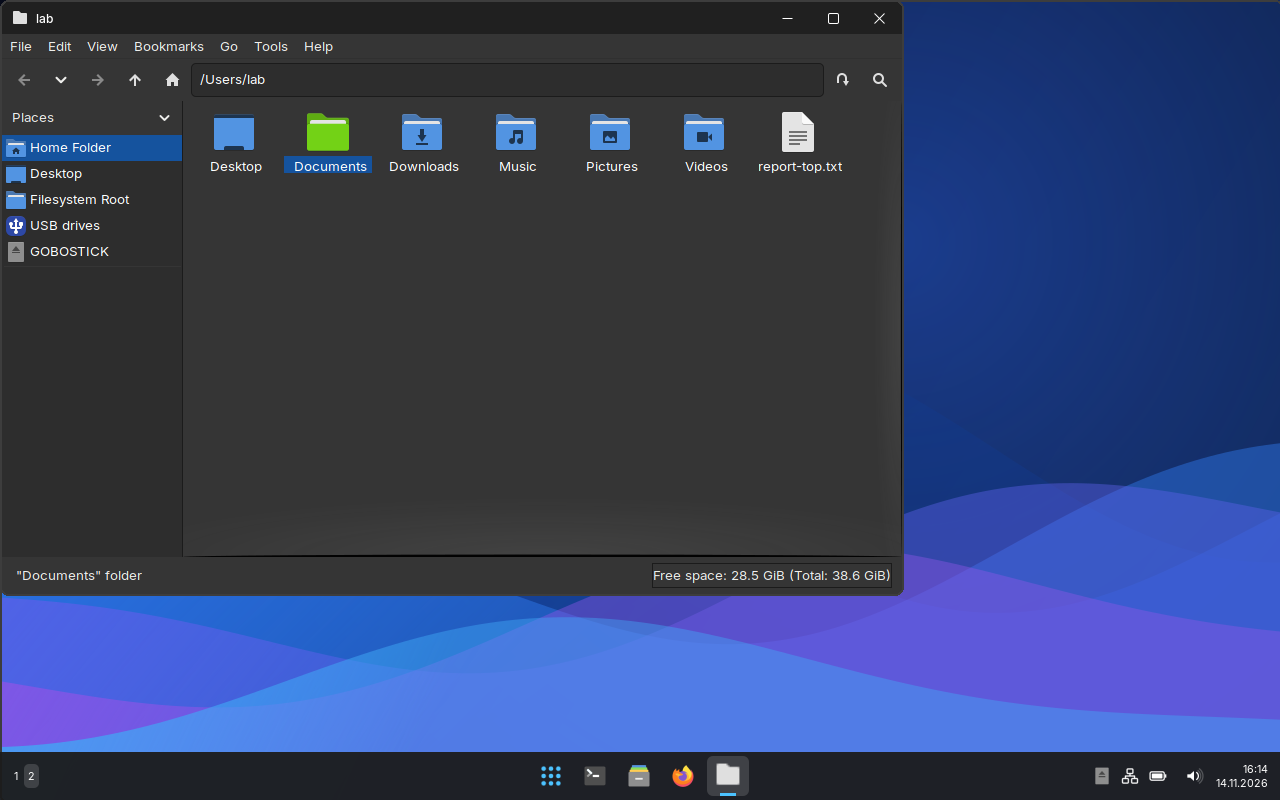 lab
File Edit View Bookmarks Go Tools Help
/Users/lab
Places
Home Folder
Desktop
Filesystem Root
USB drives
GOBOSTICK
Desktop Documents Downloads Music Pictures Videos report-top.txt
"Documents" folder
Free space: 28.5 GiB (Total: 38.6 GiB)
1 2
16:14
14.11.2026